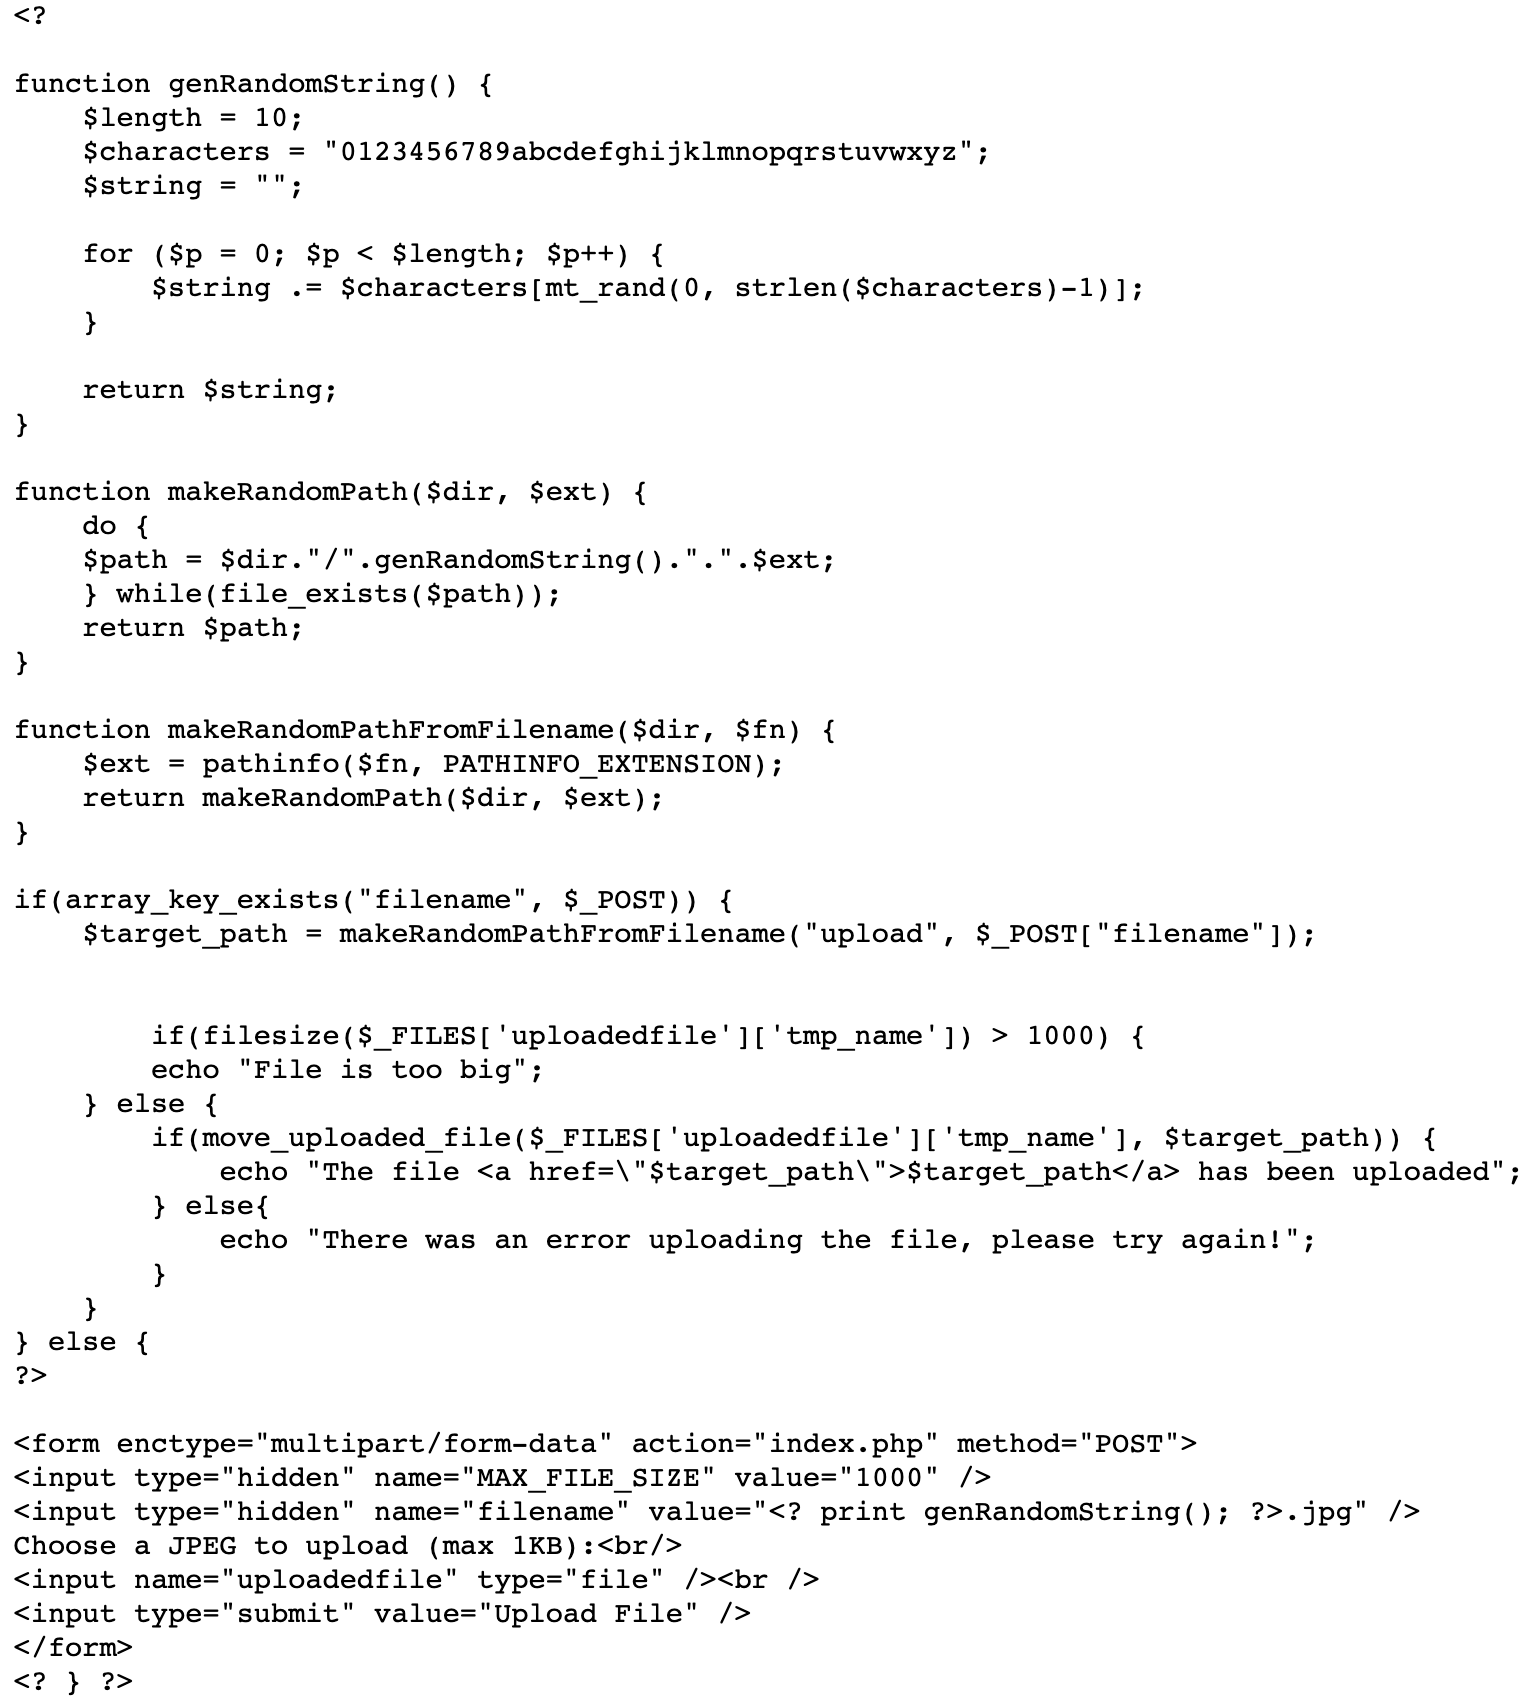 <?

function genRandomString() {
    $length = 10;
    $characters = "0123456789abcdefghijklmnopqrstuvwxyz";
    $string = "";

    for ($p = 0; $p < $length; $p++) {
        $string .= $characters[mt_rand(0, strlen($characters)-1)];
    }

    return $string;
}

function makeRandomPath($dir, $ext) {
    do {
    $path = $dir."/".genRandomString().".".$ext;
    } while(file_exists($path));
    return $path;
}

function makeRandomPathFromFilename($dir, $fn) {
    $ext = pathinfo($fn, PATHINFO_EXTENSION);
    return makeRandomPath($dir, $ext);
}

if(array_key_exists("filename", $_POST)) {
    $target_path = makeRandomPathFromFilename("upload", $_POST["filename"]);


        if(filesize($_FILES['uploadedfile']['tmp_name']) > 1000) {
        echo "File is too big";
    } else {
        if(move_uploaded_file($_FILES['uploadedfile']['tmp_name'], $target_path)) {
            echo "The file <a href=\"$target_path\">$target_path</a> has been uploaded";
        } else{
            echo "There was an error uploading the file, please try again!";
        }
    }
} else {
?>

<form enctype="multipart/form-data" action="index.php" method="POST">
<input type="hidden" name="MAX_FILE_SIZE" value="1000" />
<input type="hidden" name="filename" value="<? print genRandomString(); ?>.jpg" />
Choose a JPEG to upload (max 1KB):<br/>
<input name="uploadedfile" type="file" /><br />
<input type="submit" value="Upload File" />
</form>
<? } ?>